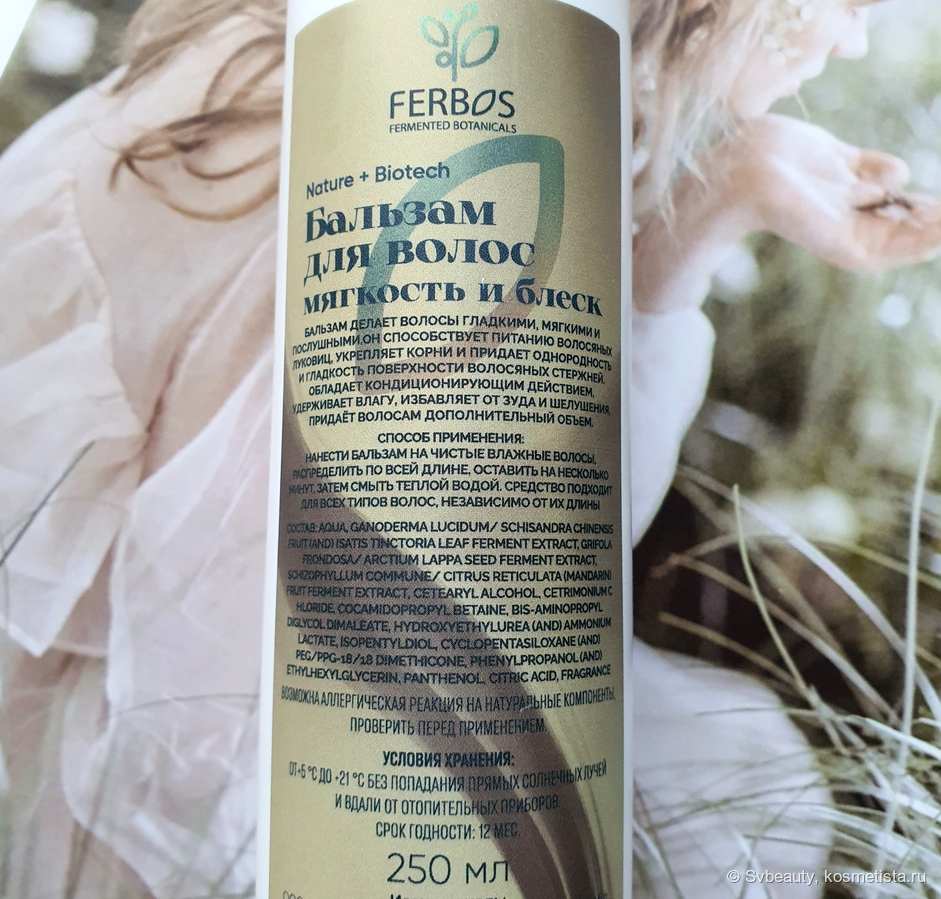 FERBOS
FERMENTED BOTANICALS
Nature + Biotech
Бальзам
для волос
мягкость и блеск
БАЛЬЗАМ ДЕЛАЕТ ВОЛОСЫ ГЛАДКИМИ, МЯГКИМИ И
ПОСЛУШНЫМИ.ОН СПОСОБСТВУЕТ ПИТАНИЮ ВОЛОСЯНЫХ
ЛУКОВИЦ, УКРЕПЛЯЕТ КОРНИ И ПРИДАЕТ ОДНОРОДНОСТЬ
И ГЛАДКОСТЬ ПОВЕРХНОСТИ ВОЛОСЯНЫХ СТЕРЖНЕЙ.
ОБЛАДАЕТ КОНДИЦИОНИРУЮЩИМ ДЕЙСТВИЕМ,
УДЕРЖИВАЕТ ВЛАГУ, ИЗБАВЛЯЕТ ОТ ЗУДА И ШЕЛУШЕНИЯ,
ПРИДАЁТ ВОЛОСАМ ДОПОЛНИТЕЛЬНЫЙ ОБЪЕМ.
СПОСОБ ПРИМЕНЕНИЯ:
НАНЕСТИ БАЛЬЗАМ НА ЧИСТЫЕ ВЛАЖНЫЕ ВОЛОСЫ,
РАСПРЕДЕЛИТЬ ПО ВСЕЙ ДЛИНЕ, ОСТАВИТЬ НА НЕСКОЛЬКО
МИНУТ, ЗАТЕМ СМЫТЬ ТЕПЛОЙ ВОДОЙ. СРЕДСТВО ПОДХОДИТ
ДЛЯ ВСЕХ ТИПОВ ВОЛОС, НЕЗАВИСИМО ОТ ИХ ДЛИНЫ
СОСТАВ: AQUA, GANODERMA LUCIDUM/ SCHISANDRA CHINENSIS
FRUIT (AND) ISATIS TINCTORIA LEAF FERMENT EXTRACT, GRIFOLA
FRONDOSA/ ARCTIUM LAPPA SEED FERMENT EXTRACT,
SCHIZOPHYLLUM COMMUNE/ CITRUS RETICULATA (MANDARIN)
FRUIT FERMENT EXTRACT, CETEARYL ALCOHOL, CETRIMONIUM C
HLORIDE, COCAMIDOPROPYL BETAINE, BIS-AMINOPROPYL
DIGLYCOL DIMALEATE, HYDROXYETHYLUREA (AND) AMMONIUM
LACTATE, ISOPENTYLDIOL, CYCLOPENTASILOXANE (AND)
PEG/PPG-18/18 DIMETHICONE, PHENYLPROPANOL (AND)
ETHYLHEXYLGLYCERIN, PANTHENOL, CITRIC ACID, FRAGRANCE
ВОЗМОЖНА АЛЛЕРГИЧЕСКАЯ РЕАКЦИЯ НА НАТУРАЛЬНЫЕ КОМПОНЕНТЫ,
ПРОВЕРИТЬ ПЕРЕД ПРИМЕНЕНИЕМ.
УСЛОВИЯ ХРАНЕНИЯ:
ОТ+5 °С ДО +21 °С БЕЗ ПОПАДАНИЯ ПРЯМЫХ СОЛНЕЧНЫХ ЛУЧЕЙ
И ВДАЛИ ОТ ОТОПИТЕЛЬНЫХ ПРИБОРОВ.
СРОК ГОДНОСТИ: 12 МЕС.
250 мл
© Svbeauty, kosmetista.ru